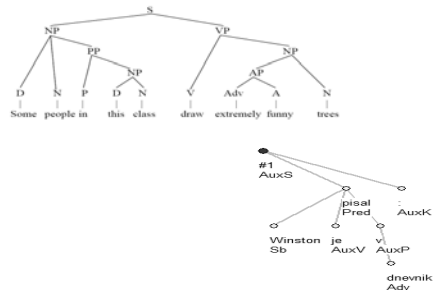 S
NP VP
PP NP
NP AP
D N P D N V Adv A N
Some people in this class draw extremely funny trees
#1
AuxS
pisal :
Pred AuxK
Winston je v
Sb AuxV AuxP
dnevnik
Adv